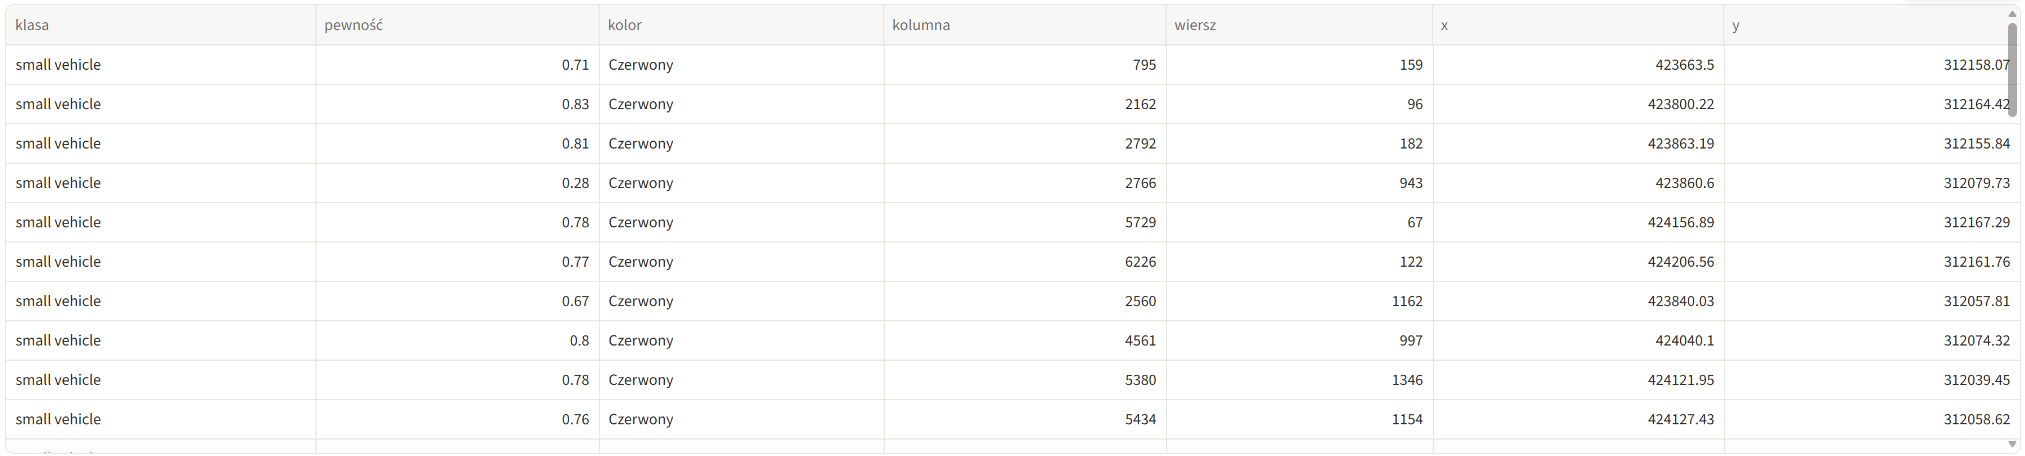 klasa pewność kolor kolumna wiersz x y
small vehicle 0.71 Czerwony 795 159 423663.5 312158.07
small vehicle 0.83 Czerwony 2162 96 423800.22 312164.42
small vehicle 0.81 Czerwony 2792 182 423863.19 312155.84
small vehicle 0.28 Czerwony 2766 943 423860.6 312079.73
small vehicle 0.78 Czerwony 5729 67 424156.89 312167.29
small vehicle 0.77 Czerwony 6226 122 424206.56 312161.76
small vehicle 0.67 Czerwony 2560 1162 423840.03 312057.81
small vehicle 0.8 Czerwony 4561 997 424040.1 312074.32
small vehicle 0.78 Czerwony 5380 1346 424121.95 312039.45
small vehicle 0.76 Czerwony 5434 1154 424127.43 312058.62